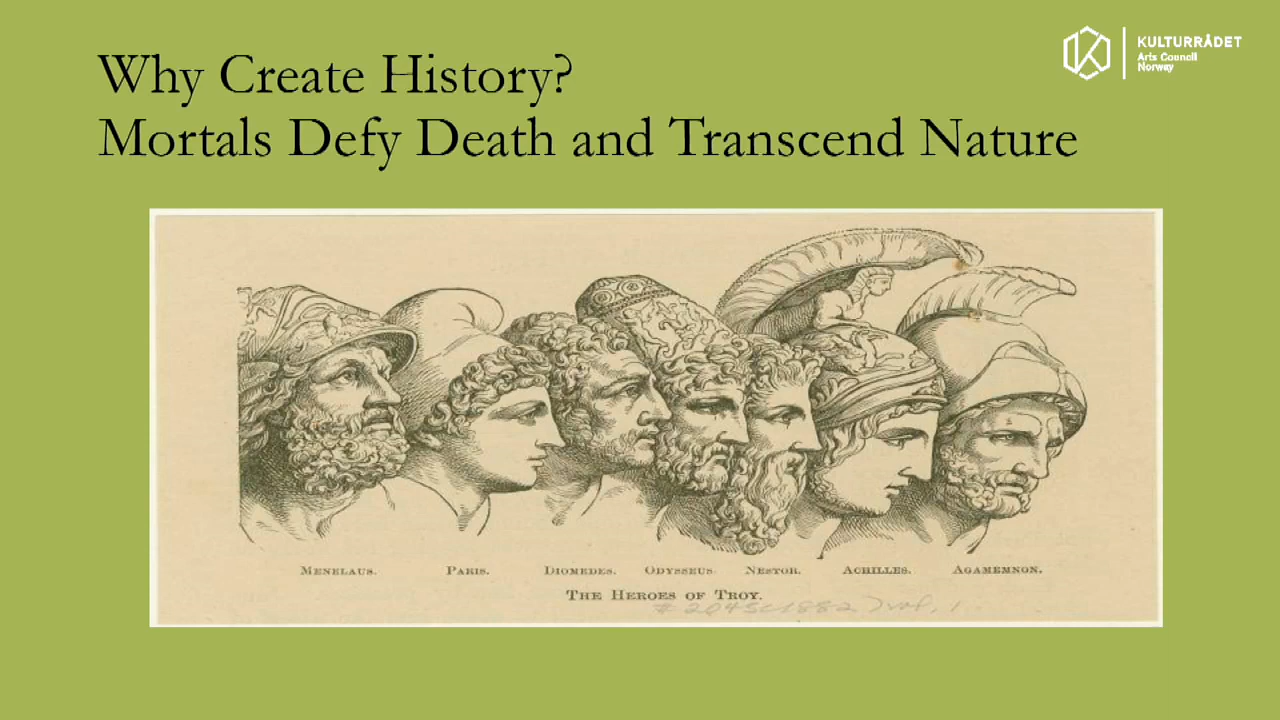 Why Create History?
Mortals Defy Death and Transcend Nature
KULTURRÅDET
Arts Council
Norway
MENELAUS. PARIS. DIOMEDES. ODYSSEUS. NESTOR. ACHILLES. AGAMEMNON.
THE HEROES OF TROY.